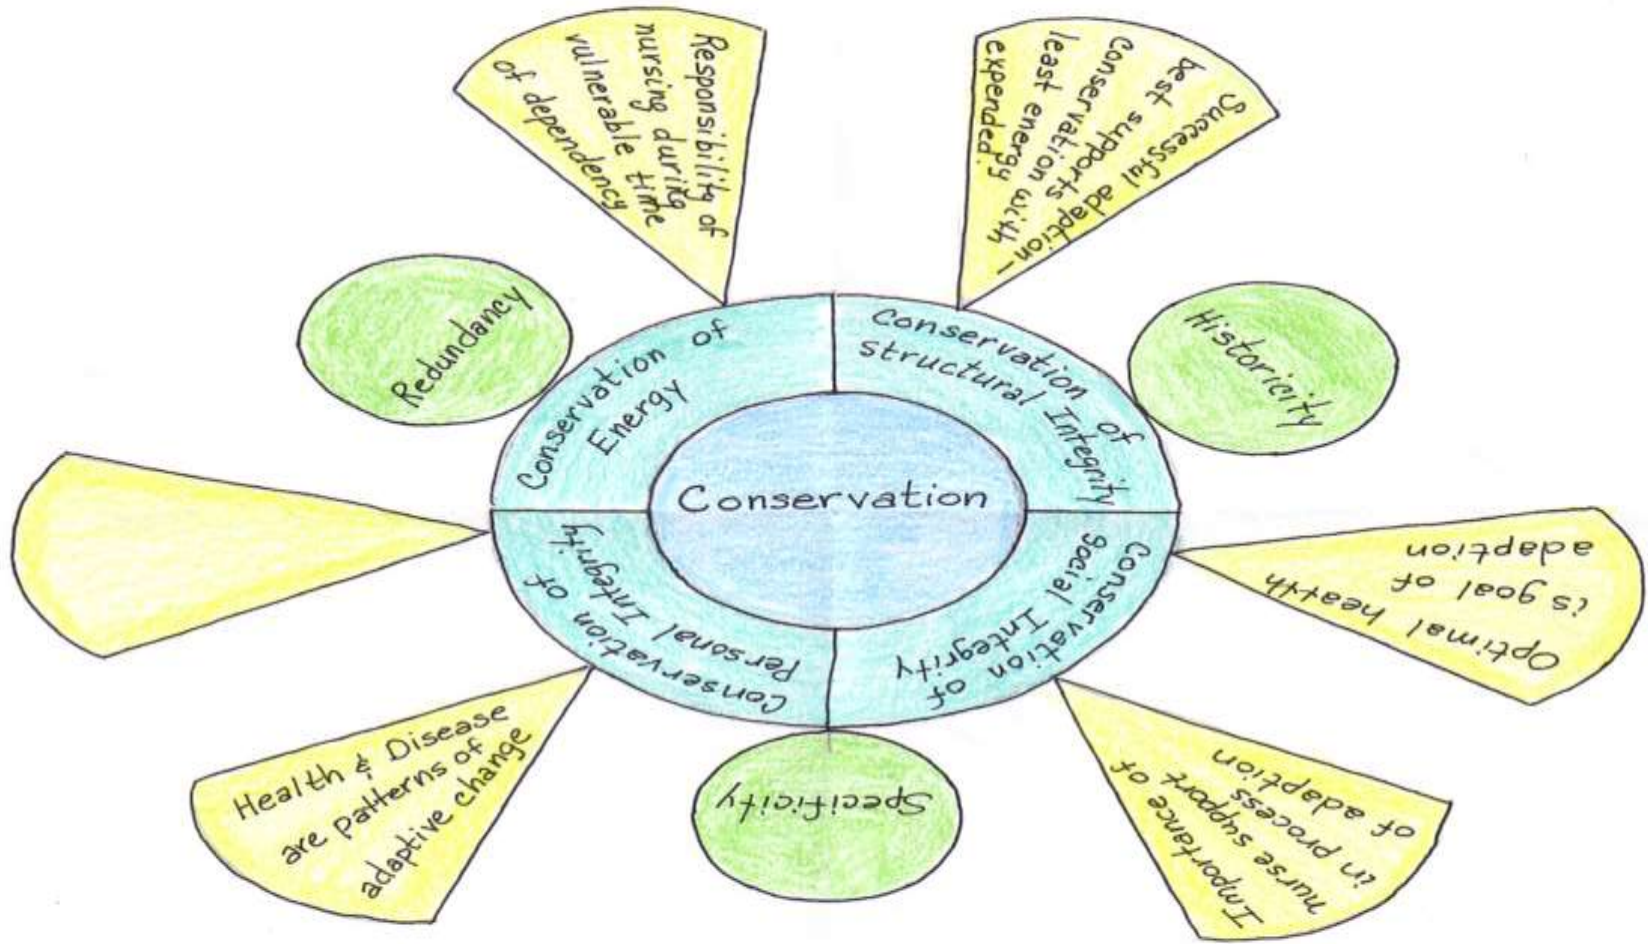 Responsibility of
nursing during
vulnerable time
of dependency
Successful adaption –
best supports
conservation with
least energy
expended.
Redundancy
Historicity
Conservation of
Energy
Conservation of
structural Integrity
Conservation
Conservation of
Personal Integrity
Conservation of
Social Integrity
Optimal health
is goal of
adaption
Health & Disease
are patterns of
adaptive change
Specificity
Importance of
nurse support
in process
of adaption